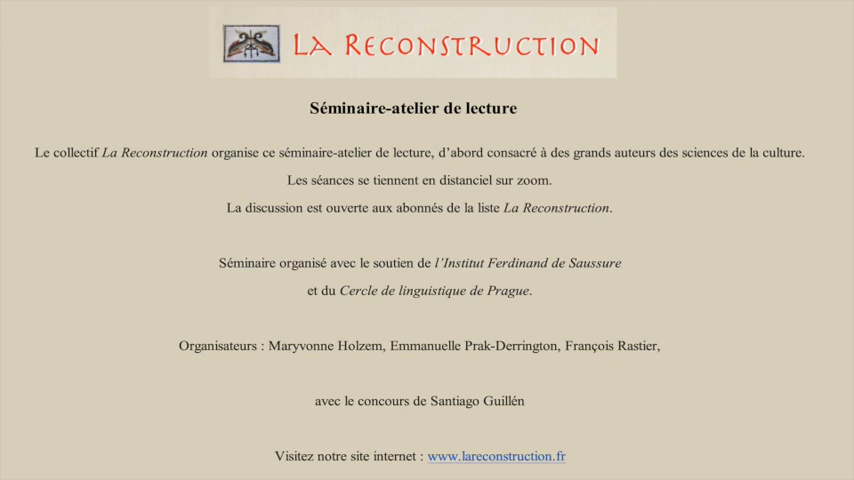 La Reconstruction
Séminaire-atelier de lecture
Le collectif La Reconstruction organise ce séminaire-atelier de lecture, d’abord consacré à des grands auteurs des sciences de la culture.
Les séances se tiennent en distanciel sur zoom.
La discussion est ouverte aux abonnés de la liste La Reconstruction.
Séminaire organisé avec le soutien de l’Institut Ferdinand de Saussure
et du Cercle de linguistique de Prague.
Organisateurs : Maryvonne Holzem, Emmanuelle Prak-Derrington, François Rastier,
avec le concours de Santiago Guillén
Visitez notre site internet : www.lareconstruction.fr